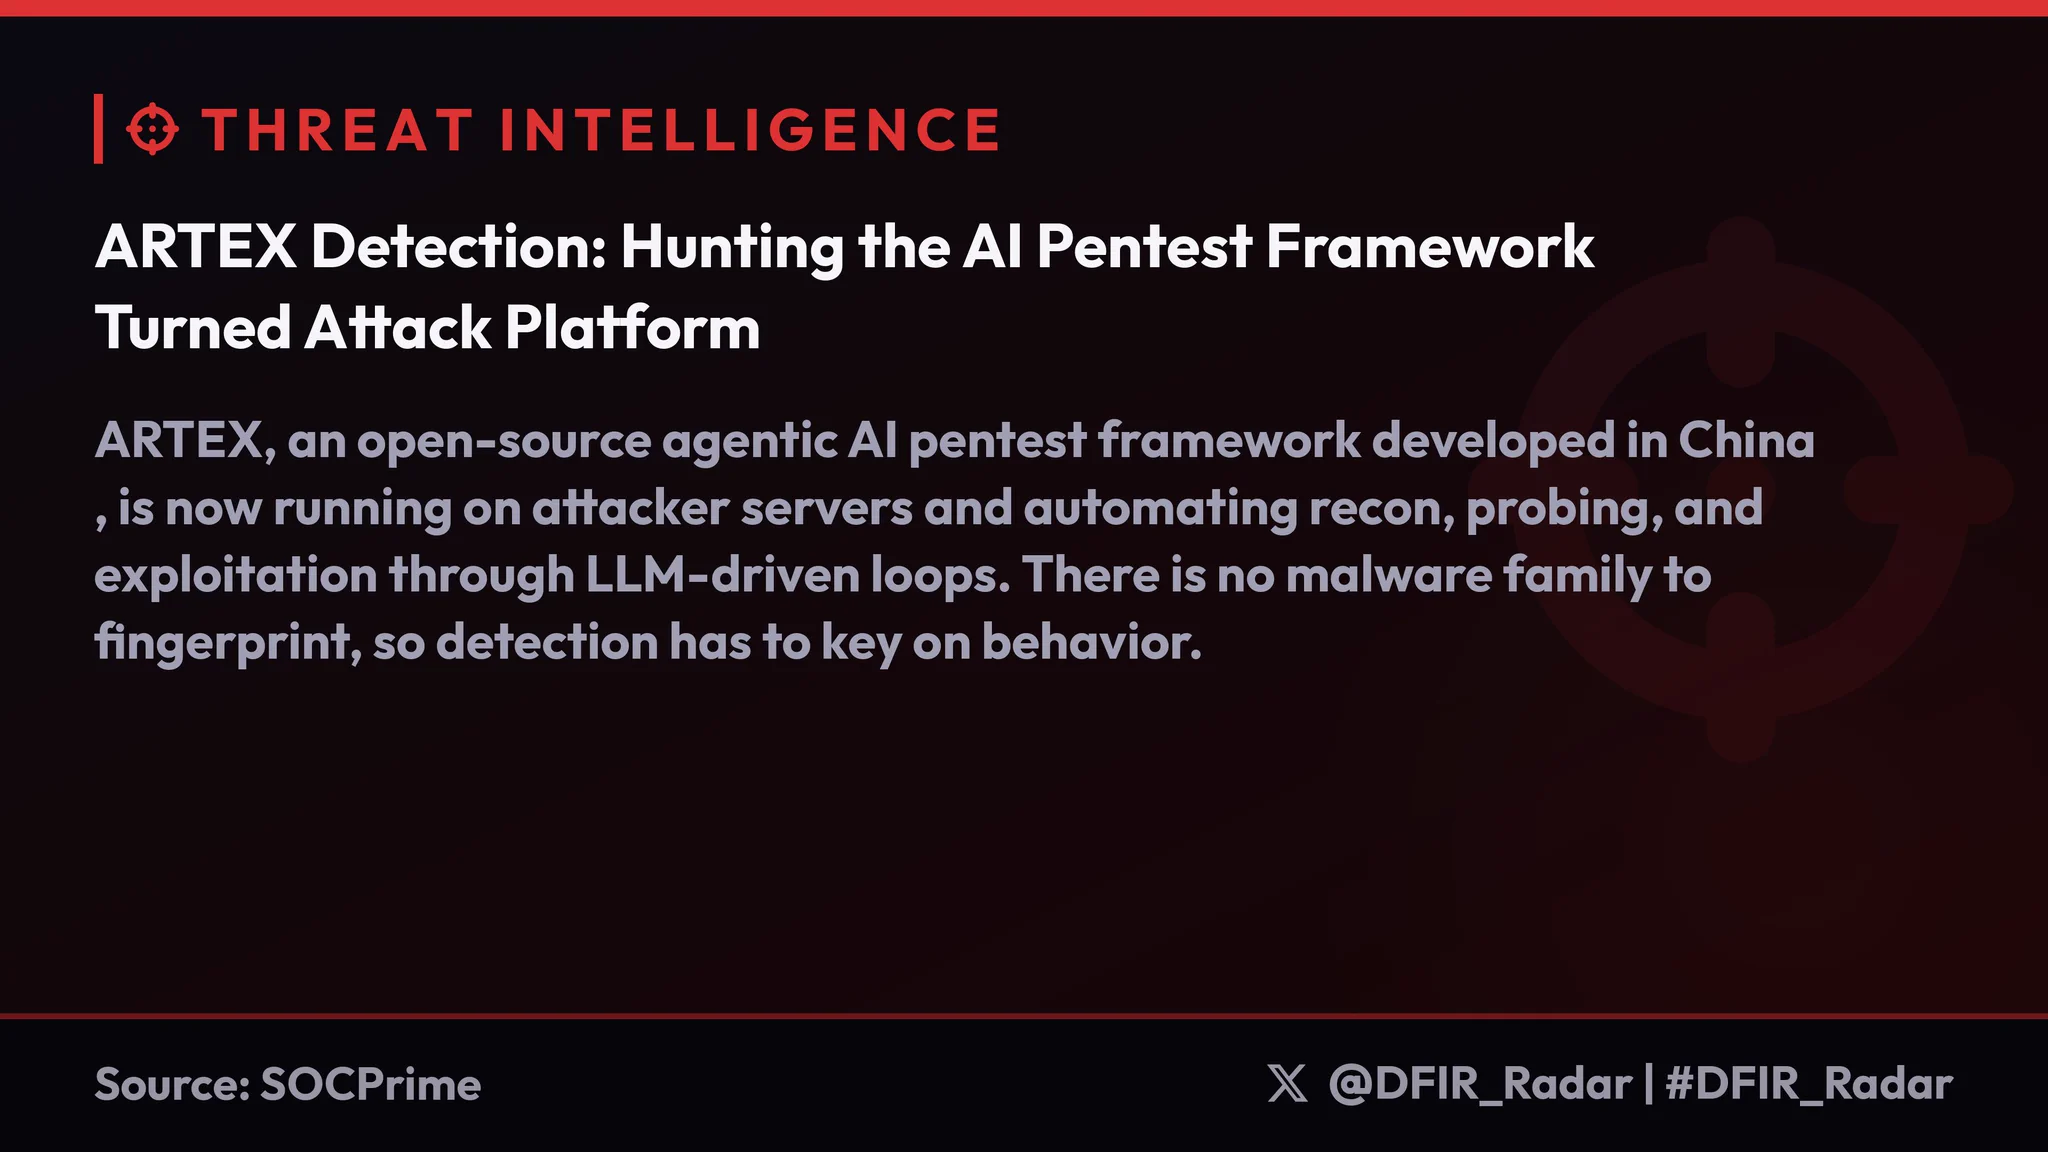 THREAT INTELLIGENCE
ARTEX Detection: Hunting the AI Pentest Framework
Turned Attack Platform
ARTEX, an open-source agentic AI pentest framework developed in China
, is now running on attacker servers and automating recon, probing, and
exploitation through LLM-driven loops. There is no malware family to
fingerprint, so detection has to key on behavior.
Source: SOCPrime
𝕏 @DFIR_Radar | #DFIR_Radar